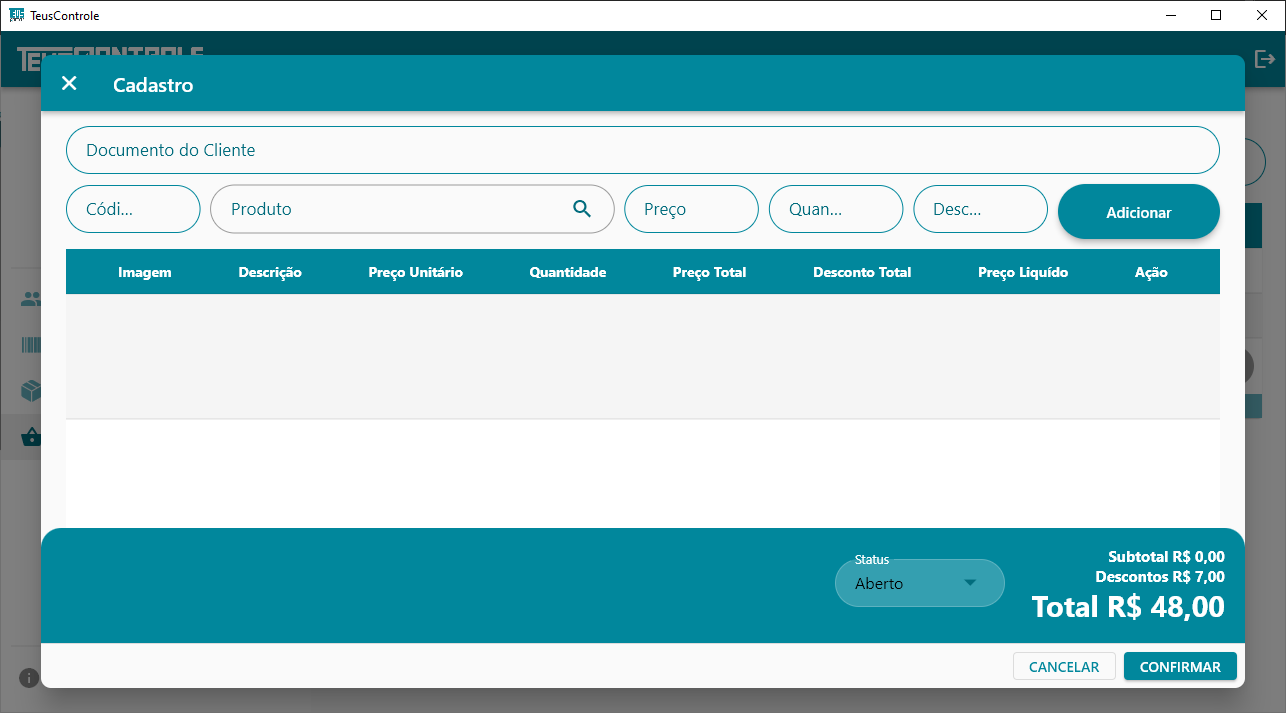 TeusControle
Cadastro
Documento do Cliente
Códi...
Produto
Preço
Quan...
Desc...
Adicionar
Imagem Descrição Preço Unitário Quantidade Preço Total Desconto Total Preço Liquído Ação
Status
Aberto
Subtotal R$ 0,00
Descontos R$ 7,00
Total R$ 48,00
CANCELAR
CONFIRMAR